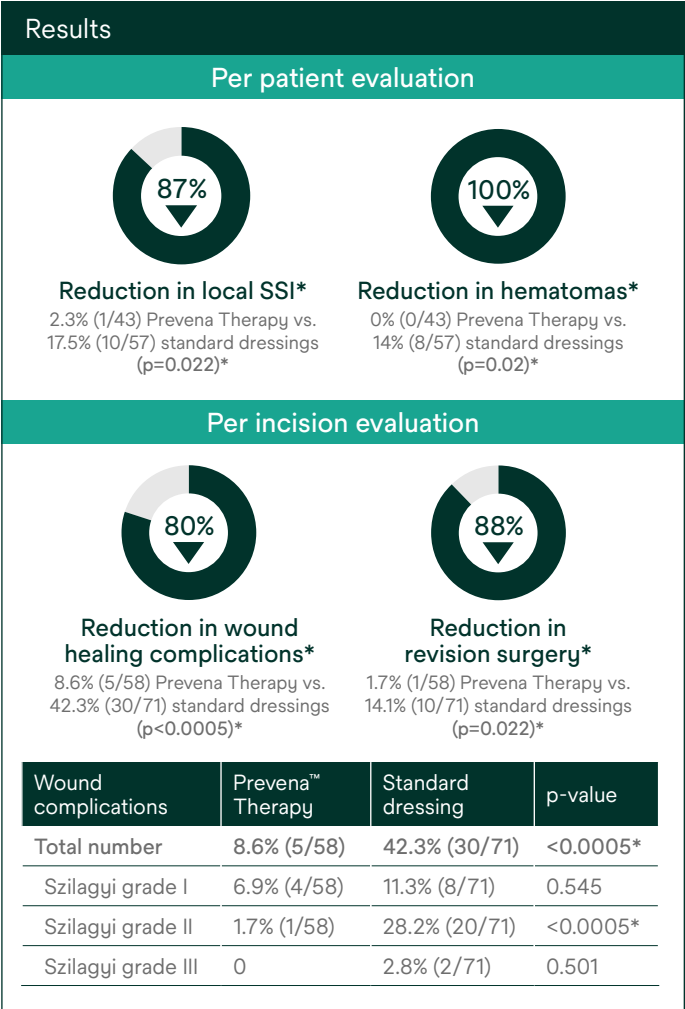 Results
Per patient evaluation
87%
100%
Reduction in local SSI*
2.3% (1/43) Prevena Therapy vs.
17.5% (10/57) standard dressings
(p=0.022)*
Reduction in hematomas*
0% (0/43) Prevena Therapy vs.
14% (8/57) standard dressings
(p=0.02)*
Per incision evaluation
80%
88%
Reduction in wound
healing complications*
8.6% (5/58) Prevena Therapy vs.
42.3% (30/71) standard dressings
(p<0.0005)*
Reduction in
revision surgery*
1.7% (1/58) Prevena Therapy vs.
14.1% (10/71) standard dressings
(p=0.022)*
Wound complications | Prevena™ Therapy | Standard dressing | p-value
Total number | 8.6% (5/58) | 42.3% (30/71) | <0.0005*
Szilagyi grade I | 6.9% (4/58) | 11.3% (8/71) | 0.545
Szilagyi grade II | 1.7% (1/58) | 28.2% (20/71) | <0.0005*
Szilagyi grade III | 0 | 2.8% (2/71) | 0.501